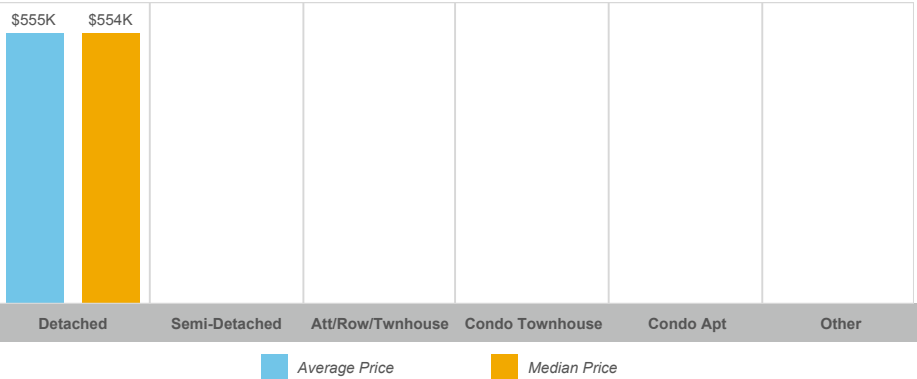 $555K $554K
Detached Semi-Detached Att/Row/Twnhouse Condo Townhouse Condo Apt Other
Average Price Median Price